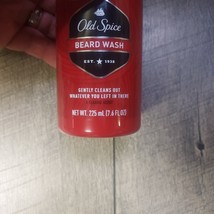 Old Spice
BEARD WASH
EST. 1938
GENTLY CLEANS OUT
WHATEVER YOU LEFT IN THERE
NET WT. 225 mL (7.6 FL OZ)